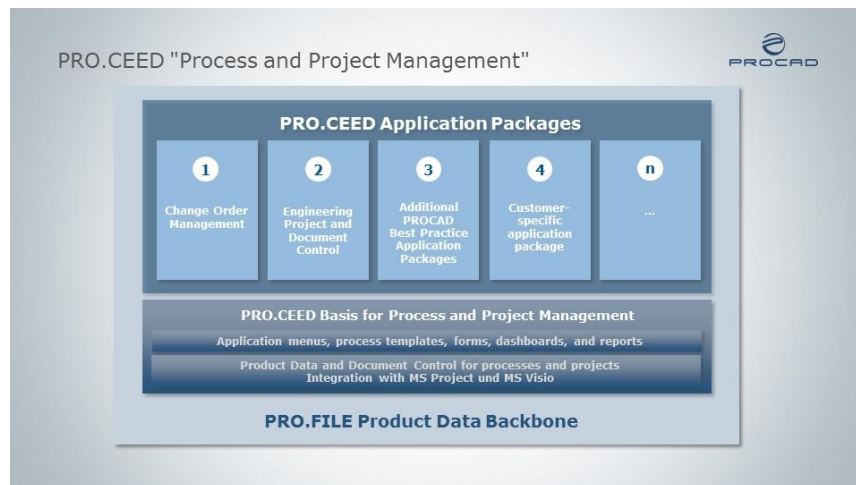 PRO.CEED "Process and Project Management"
PROCAD
PRO.CEED Application Packages
1
Change Order
Management
2
Engineering
Project and
Document
Control
3
Additional
PROCAD
Best Practice
Application
Packages
4
Customer-
specific
application
package
n
...
PRO.CEED Basis for Process and Project Management
Application menus, process templates, forms, dashboards, and reports
Product Data and Document Control for processes and projects
Integration with MS Project und MS Visio
PRO.FILE Product Data Backbone